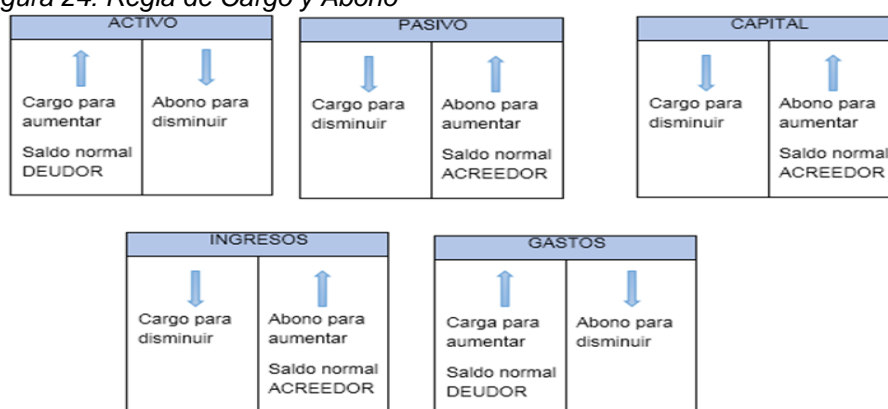 gura 24. Regla de Cargo y Abono
ACTIVO
Cargo para
aumentar
Saldo normal
DEUDOR
Abono para
disminuir
PASIVO
Cargo para
disminuir
Abono para
aumentar
Saldo normal
ACREEDOR
CAPITAL
Cargo para
disminuir
Abono para
aumentar
Saldo normal
ACREEDOR
INGRESOS
Cargo para
disminuir
Abono para
aumentar
Saldo normal
ACREEDOR
GASTOS
Carga para
aumentar
Saldo normal
DEUDOR
Abono para
disminuir